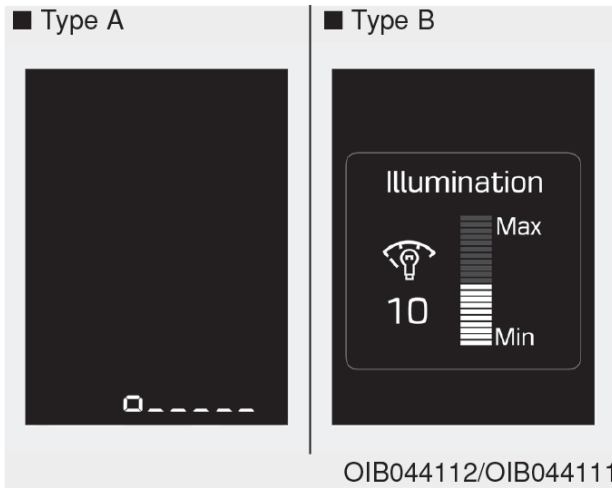 ■ Type A
■ Type B
Illumination
Max
10
Min
OIB044112/OIB044111